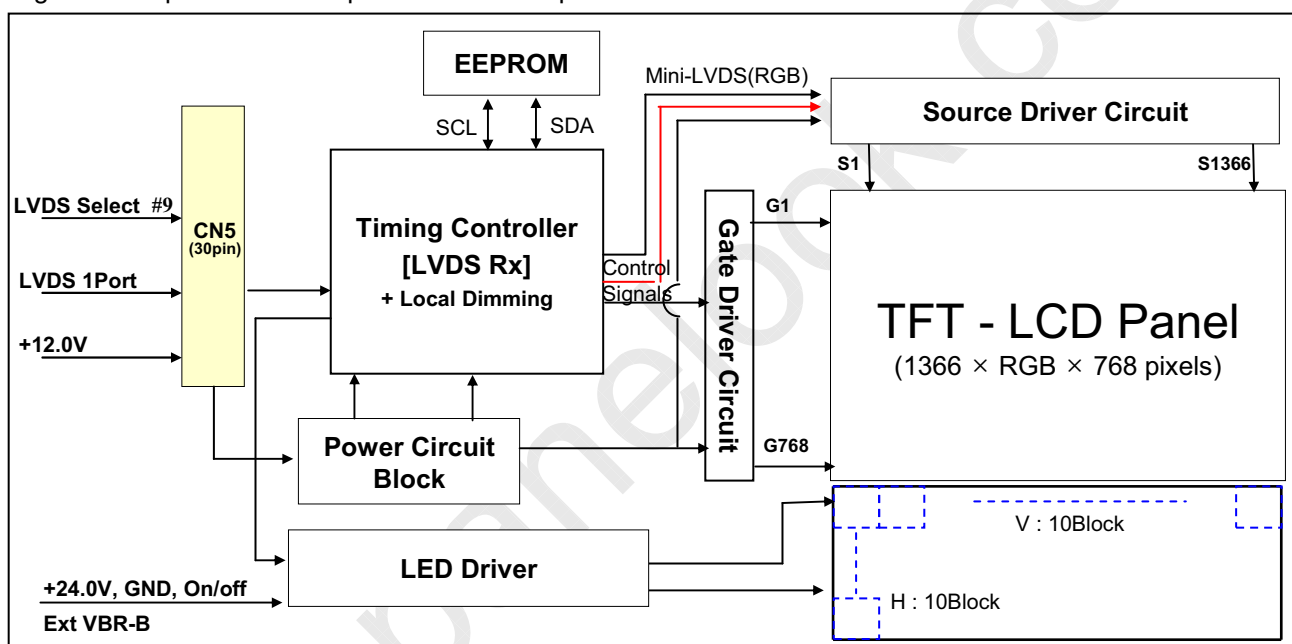 EEPROM
SCL
SDA
Mini-LVDS(RGB)
Source Driver Circuit
S1
S1366
LVDS Select #9
CN5
(30pin)
LVDS 1Port
+12.0V
Timing Controller
[LVDS Rx]
+ Local Dimming
Control
Signals
Gate Driver Circuit
G1
G768
TFT - LCD Panel
(1366 × RGB × 768 pixels)
Power Circuit
Block
V : 10Block
H : 10Block
LED Driver
+24.0V, GND, On/off
Ext VBR-B